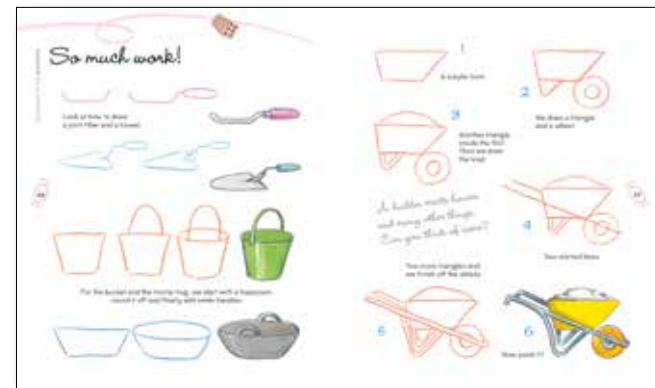 So much work!
Look at how to draw
a joint filler and a trowel.
For the bucket and the mortar mug, we start with a trapezium
round it off and finally add some handles.
1
A simple form.
2
We draw a triangle
and a wheel.
3
Another triangle
inside the first.
Then we draw
the load.
A builder makes houses
and many other things.
Can you think of some?
4
Two slanted lines.
Two more triangles and
we finish off the details.
5
6
Now paint it!